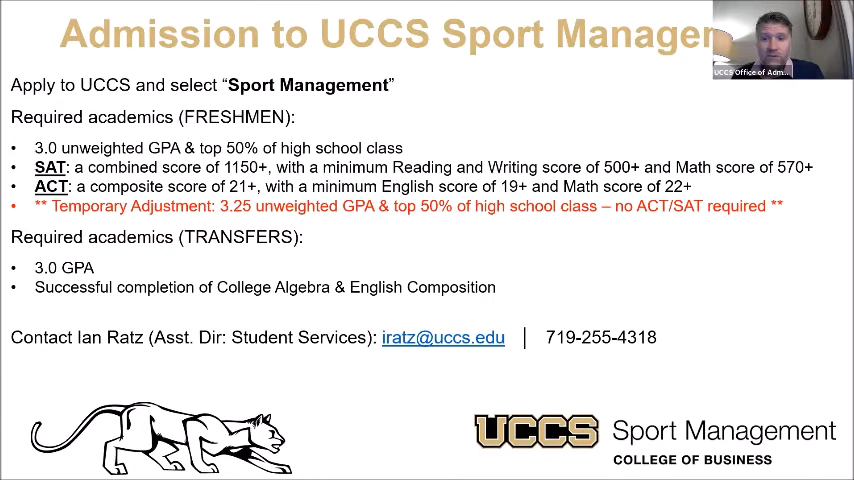 Admission to UCCS Sport Managem
UCCS Office of Adm...
Apply to UCCS and select “Sport Management”
Required academics (FRESHMEN):
• 3.0 unweighted GPA & top 50% of high school class
• SAT: a combined score of 1150+, with a minimum Reading and Writing score of 500+ and Math score of 570+
• ACT: a composite score of 21+, with a minimum English score of 19+ and Math score of 22+
• ** Temporary Adjustment: 3.25 unweighted GPA & top 50% of high school class – no ACT/SAT required **
Required academics (TRANSFERS):
• 3.0 GPA
• Successful completion of College Algebra & English Composition
Contact Ian Ratz (Asst. Dir: Student Services): iratz@uccs.edu | 719-255-4318
UCCS Sport Management
COLLEGE OF BUSINESS